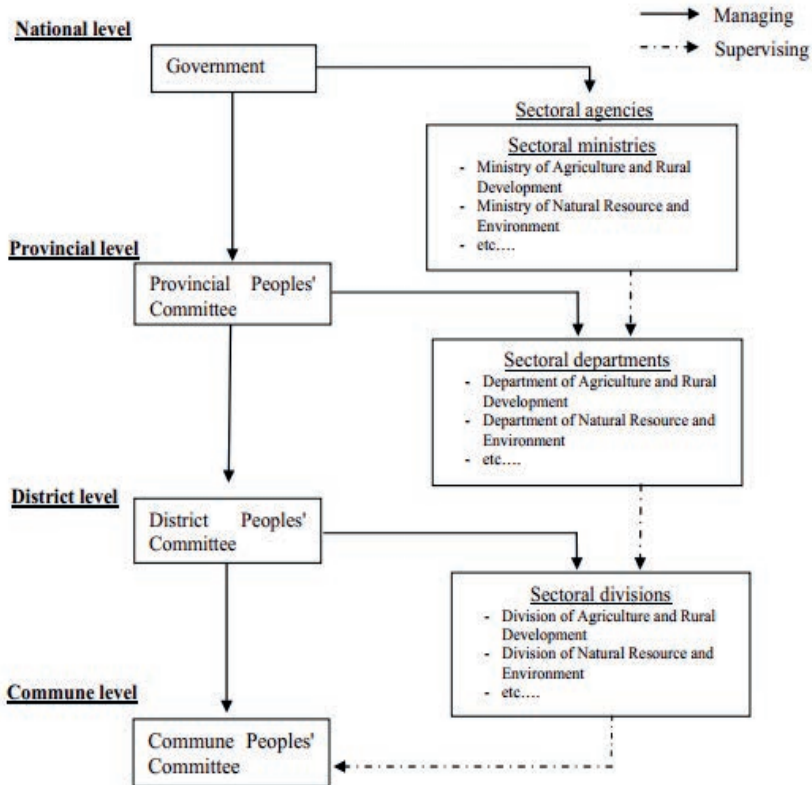 National level
Managing
Supervising
Government
Sectoral agencies
Sectoral ministries
- Ministry of Agriculture and Rural
Development
- Ministry of Natural Resource and
Environment
- etc....
Provincial level
Provincial Peoples'
Committee
Sectoral departments
- Department of Agriculture and Rural
Development
- Department of Natural Resource and
Environment
- etc....
District level
District Peoples'
Committee
Sectoral divisions
- Division of Agriculture and Rural
Development
- Division of Natural Resource and
Environment
- etc....
Commune level
Commune Peoples'
Committee